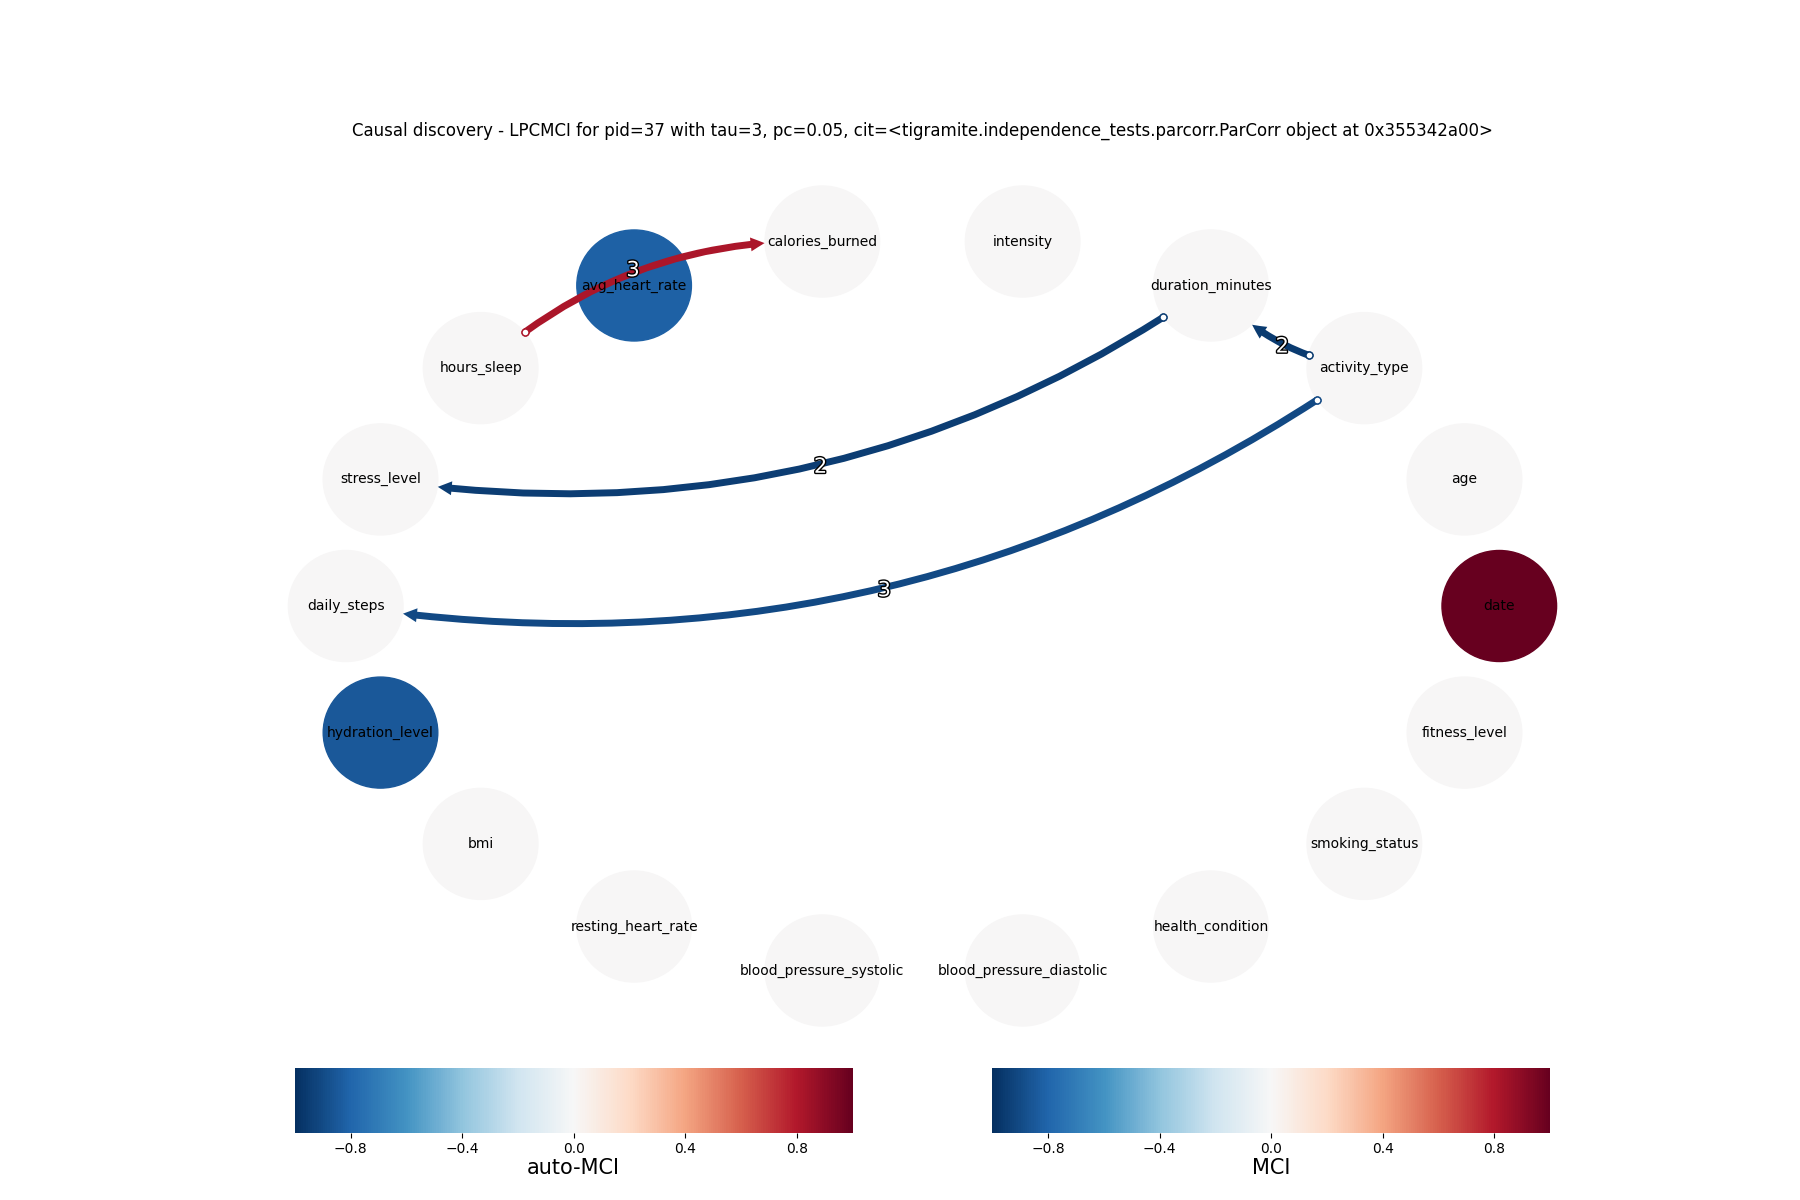 Causal discovery - LPCMCI for pid=37 with tau=3, pc=0.05, cit=<tigramite.independence_tests.parcorr.ParCorr object at 0x355342a00>
calories_burned
intensity
3
avg_heart_rate
duration_minutes
2
hours_sleep
activity_type
2
stress_level
age
3
daily_steps
date
hydration_level
fitness_level
bmi
smoking_status
resting_heart_rate
health_condition
blood_pressure_systolic
blood_pressure_diastolic
−0.8 −0.4 0.0 0.4 0.8
auto-MCI
−0.8 −0.4 0.0 0.4 0.8
MCI